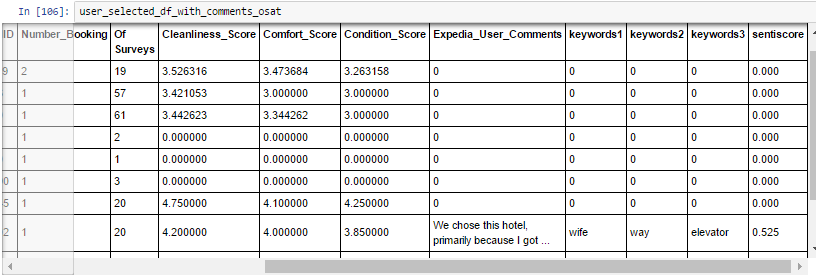 In [106]: user_selected_df_with_comments_osat
ID Number_Booking Of Surveys Cleanliness_Score Comfort_Score Condition_Score Expedia_User_Comments keywords1 keywords2 keywords3 sentiscore
9 2 19 3.526316 3.473684 3.263158 0 0 0 0 0.000
1 57 3.421053 3.000000 3.000000 0 0 0 0 0.000
1 61 3.442623 3.344262 3.000000 0 0 0 0 0.000
1 2 0.000000 0.000000 0.000000 0 0 0 0 0.000
1 1 0.000000 0.000000 0.000000 0 0 0 0 0.000
0 1 3 0.000000 0.000000 0.000000 0 0 0 0 0.000
5 1 20 4.750000 4.100000 4.250000 0 0 0 0 0.000
2 1 20 4.200000 4.000000 3.850000 We chose this hotel, primarily because I got ... wife way elevator 0.525